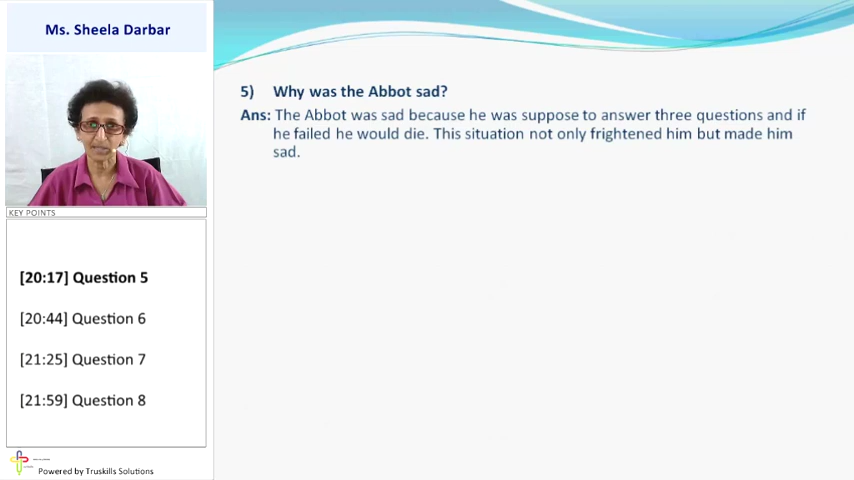 Ms. Sheela Darbar
5) Why was the Abbot sad?
Ans: The Abbot was sad because he was suppose to answer three questions and if
he failed he would die. This situation not only frightened him but made him
sad.
KEY POINTS
[20:17] Question 5
[20:44] Question 6
[21:25] Question 7
[21:59] Question 8
Powered by Truskills Solutions